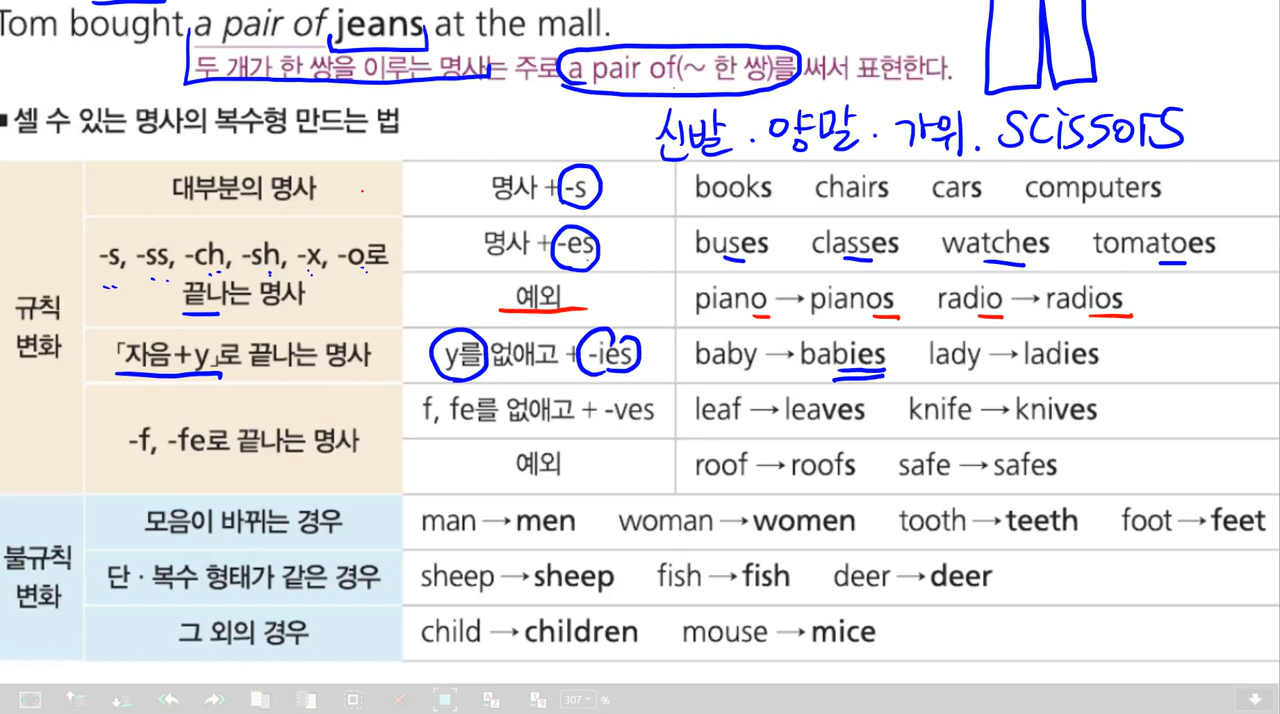 Tom bought a pair of jeans at the mall.
두 개가 한 쌍을 이루는 명사는 주로 a pair of(~ 한 쌍)를 써서 표현한다.
■ 셀 수 있는 명사의 복수형 만드는 법
신발 . 양말 . 가위 . scissors
규칙 변화
대부분의 명사 명사 + -s books chairs cars computers
-s, -ss, -ch, -sh, -x, -o로 끝나는 명사 명사 + -es buses classes watches tomatoes
예외 piano → pianos radio → radios
「자음+y」로 끝나는 명사 y를 없애고 + -ies baby → babies lady → ladies
-f, -fe로 끝나는 명사 f, fe를 없애고 + -ves leaf → leaves knife → knives
예외 roof → roofs safe → safes
불규칙 변화
모음이 바뀌는 경우 man → men woman → women tooth → teeth foot → feet
단 · 복수 형태가 같은 경우 sheep → sheep fish → fish deer → deer
그 외의 경우 child → children mouse → mice
307 %